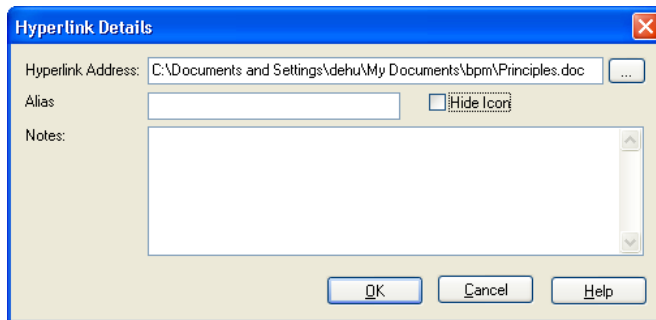 Hyperlink Details
Hyperlink Address: C:\Documents and Settings\dehu\My Documents\bpm\Principles.doc ...
Alias Hide Icon
Notes:
OK Cancel Help